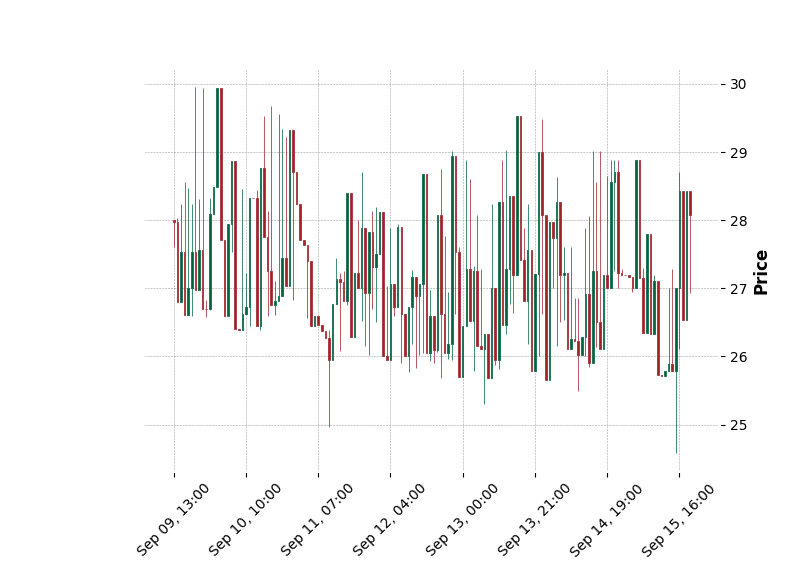 30
29
28
27
26
25
Price
Sep 09, 13:00
Sep 10, 10:00
Sep 11, 07:00
Sep 12, 04:00
Sep 13, 00:00
Sep 13, 21:00
Sep 14, 19:00
Sep 15, 16:00